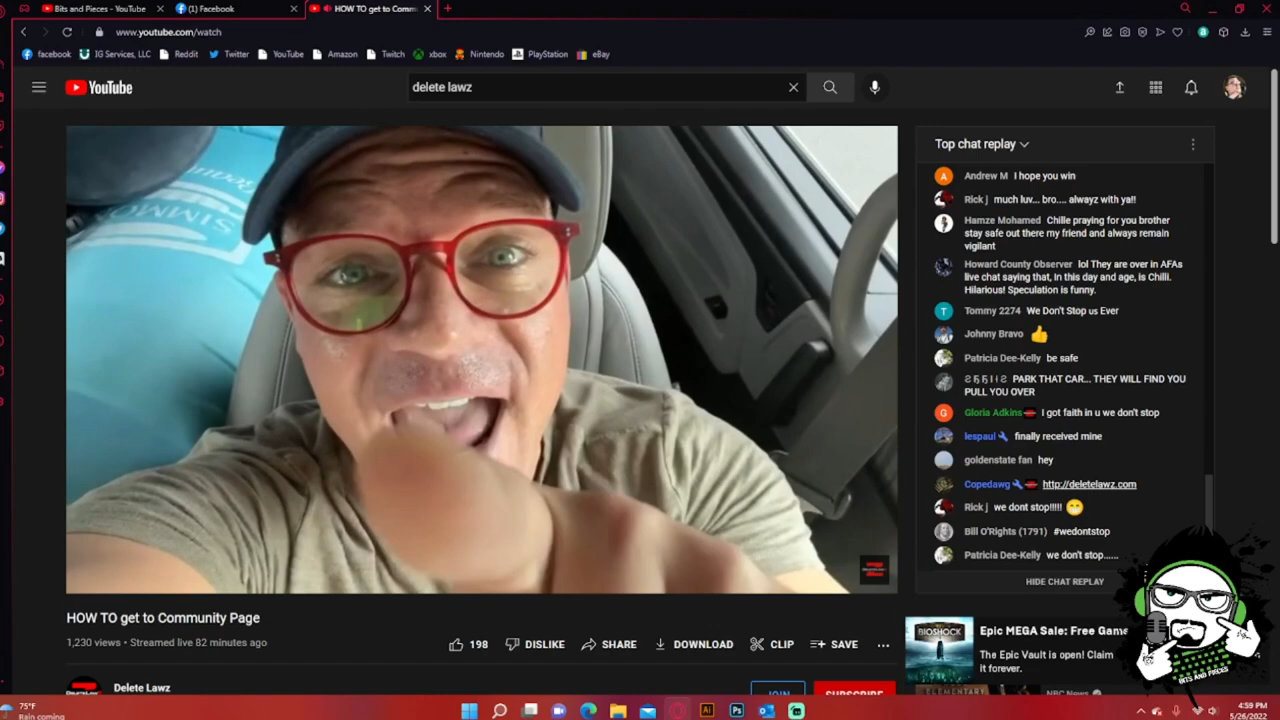 Bits and Pieces - YouTube
(1) Facebook
HOW TO get to Comm
www.youtube.com/watch
facebook
JG Services, LLC
Reddit
Twitter
YouTube
Amazon
Twitch
xbox
Nintendo
PlayStation
eBay
YouTube
delete lawz
Top chat replay
Andrew M I hope you win
Rick j much luv... bro.... alwayz with ya!!
Hamze Mohamed Chille praying for you brother
stay safe out there my friend and always remain
vigilant
Howard County Observer lol They are over in AFAs
live chat saying that, In this day and age, is Chilli.
Hilarious! Speculation is funny.
Tommy 2274 We Don't Stop us Ever
Johnny Bravo
Patricia Dee-Kelly be safe
PARK THAT CAR... THEY WILL FIND YOU
PULL YOU OVER
Gloria Adkins I got faith in u we don't stop
lespaul finally received mine
goldenstate fan hey
Copedawg http://deletelawz.com
Rick j we dont stop!!!!!
Bill O'Rights (1791) #wedontstop
Patricia Dee-Kelly we don't stop.....
HIDE CHAT REPLAY
SIMMO
HOW TO get to Community Page
1,230 views • Streamed live 82 minutes ago
198
DISLIKE
SHARE
DOWNLOAD
CLIP
SAVE
BIOSHOCK
Epic MEGA Sale: Free Game
The Epic Vault is open! Claim
it forever.
BITS AND PIECES
Delete Lawz
JOIN
SUBSCRIBE
ELEMENTARY
NBC News
75°F
Rain coming
4:59 PM
5/26/2022